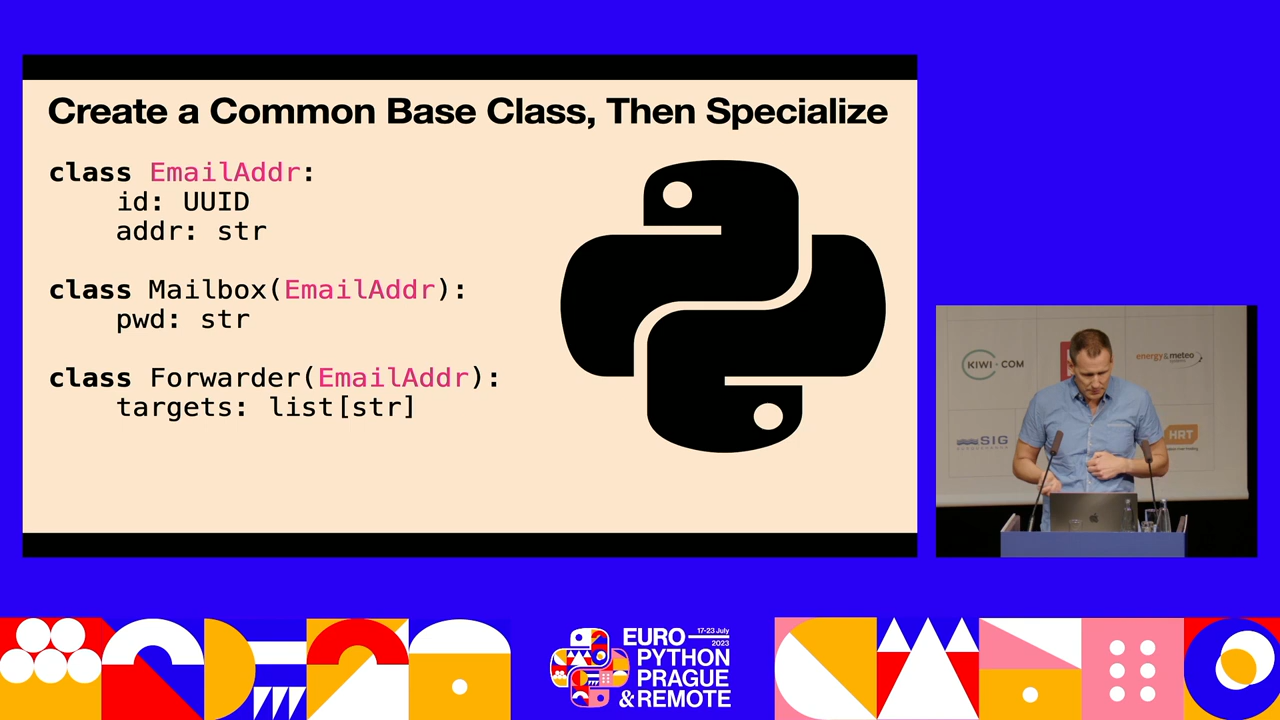 Create a Common Base Class, Then Specialize
class EmailAddr:
    id: UUID
    addr: str
class Mailbox(EmailAddr):
    pwd: str
class Forwarder(EmailAddr):
    targets: list[str]
KIWI·COM
energy & meteo
systems
SIG
HRT
17-23 July
2023
EURO
PYTHON
PRAGUE
& REMOTE